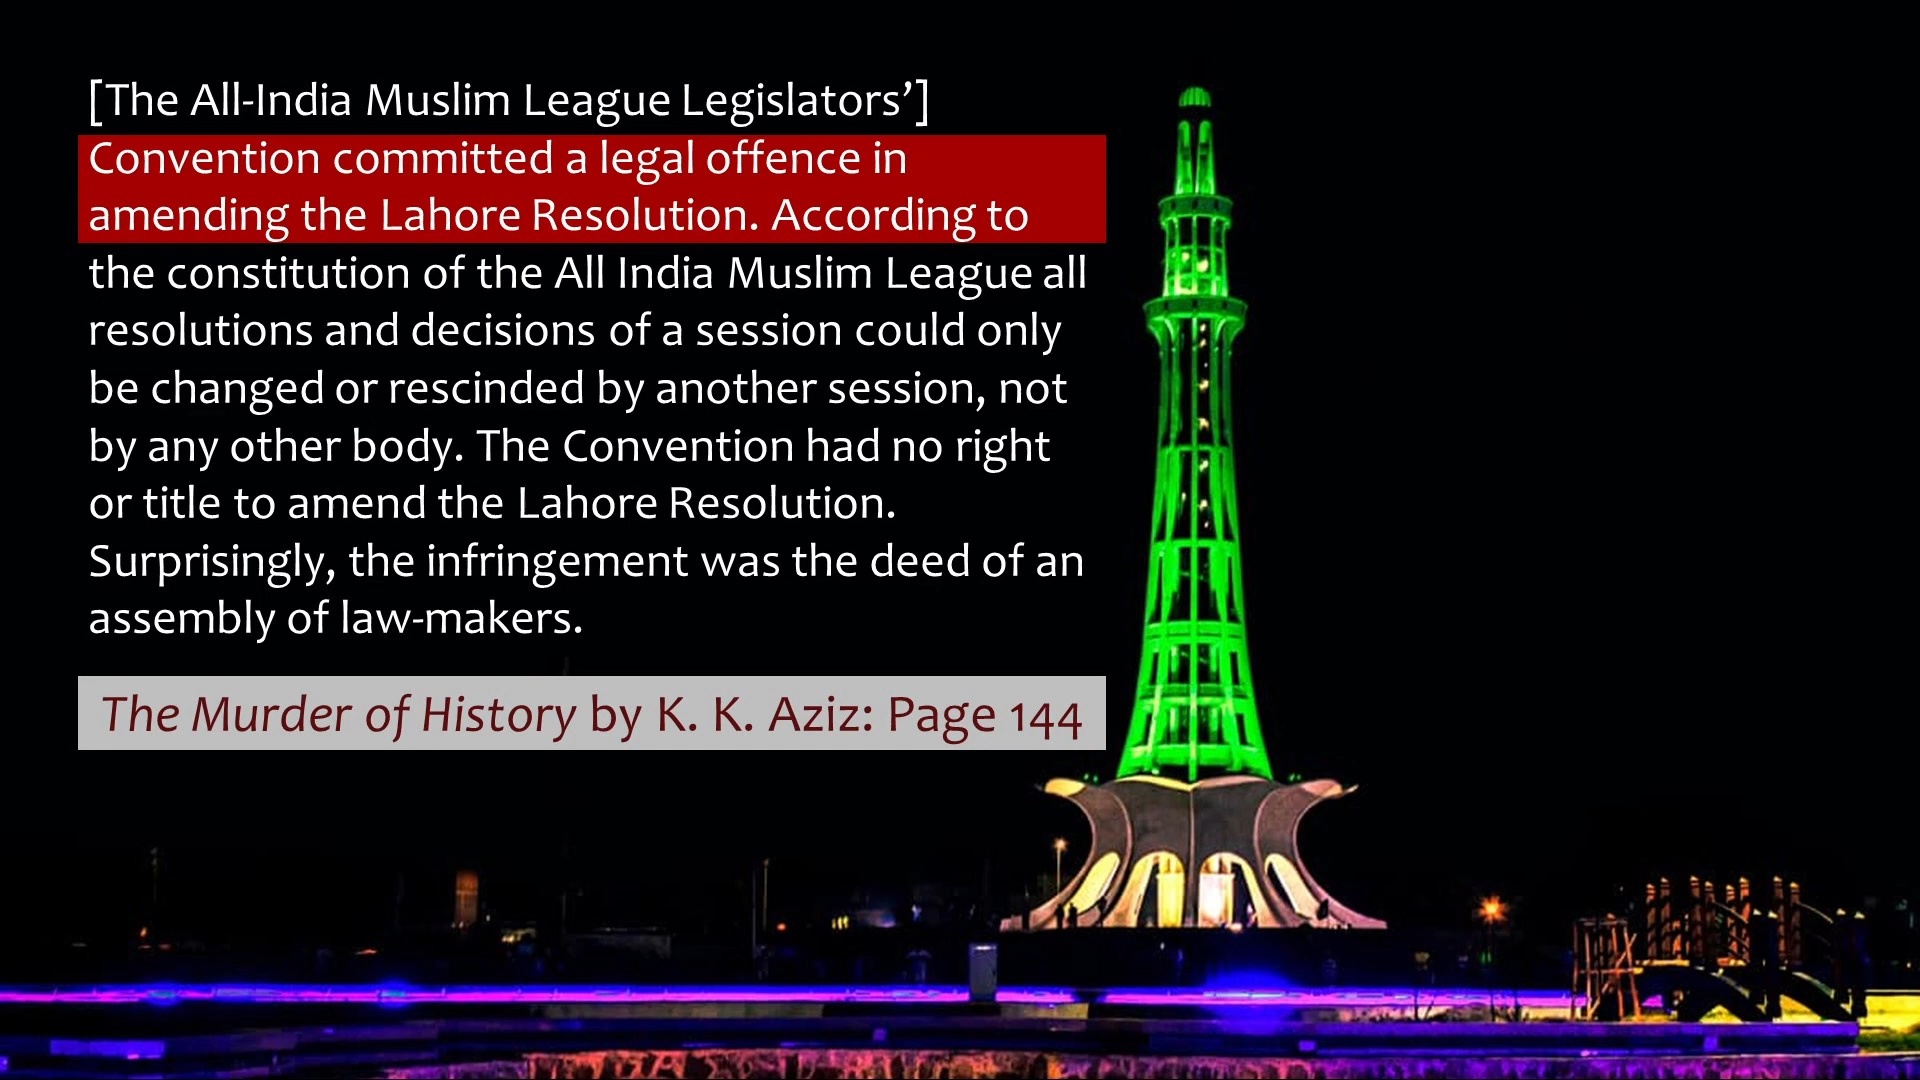 [The All-India Muslim League Legislators’]
Convention committed a legal offence in
amending the Lahore Resolution. According to
the constitution of the All India Muslim League all
resolutions and decisions of a session could only
be changed or rescinded by another session, not
by any other body. The Convention had no right
or title to amend the Lahore Resolution.
Surprisingly, the infringement was the deed of an
assembly of law-makers.
The Murder of History by K. K. Aziz: Page 144